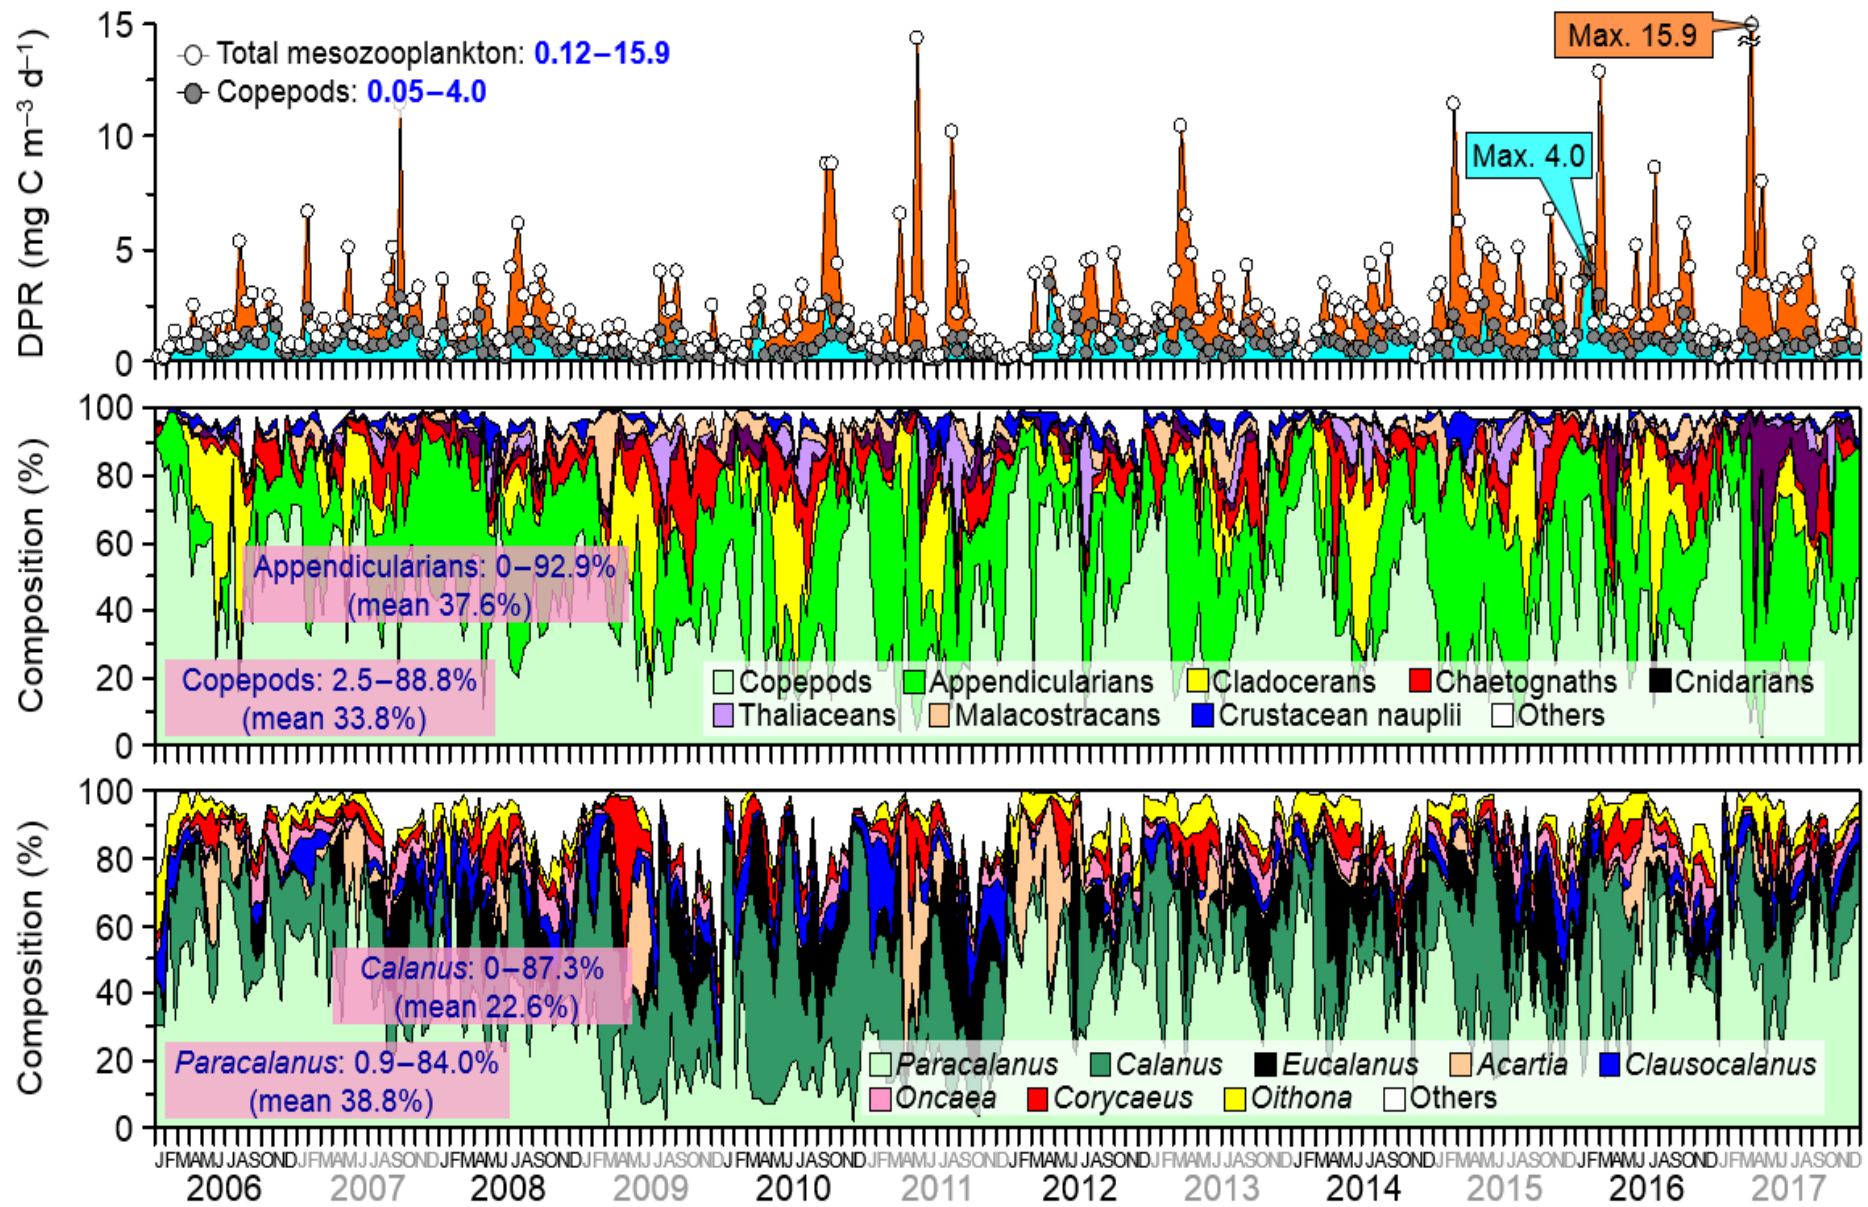 15
10
5
0
DPR (mg C m⁻³ d⁻¹)
Total mesozooplankton: 0.12–15.9
Copepods: 0.05–4.0
Max. 4.0
Max. 15.9
100
80
60
40
20
0
Composition (%)
Appendicularians: 0–92.9%
(mean 37.6%)
Copepods: 2.5–88.8%
(mean 33.8%)
Copepods Appendicularians Cladocerans Chaetognaths Cnidarians
Thaliaceans Malacostracans Crustacean nauplii Others
100
80
60
40
20
0
Composition (%)
Calanus: 0–87.3%
(mean 22.6%)
Paracalanus: 0.9–84.0%
(mean 38.8%)
Paracalanus Calanus Eucalanus Acartia Clausocalanus
Oncaea Corycaeus Oithona Others
JFMAMJJASONDJFMAMJJASONDJFMAMJJASONDJFMAMJJASONDJFMAMJJASONDJFMAMJJASONDJFMAMJJASONDJFMAMJJASONDJFMAMJJASONDJFMAMJJASONDJFMAMJJASONDJFMAMJJASOND
2006 2007 2008 2009 2010 2011 2012 2013 2014 2015 2016 2017